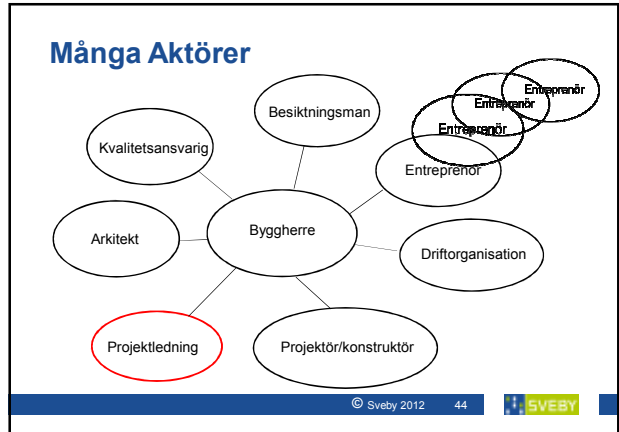 Många Aktörer
Entreprenör
Entreprenör
Entreprenör
Besiktningsman
Kvalitetsansvarig
Entreprenör
Byggherre
Arkitekt
Driftorganisation
Projektledning
Projektör/konstruktör
© Sveby 2012 44 SVEBY